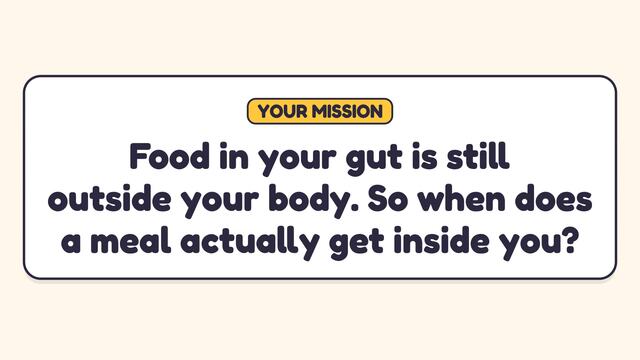 YOUR MISSION
Food in your gut is still
outside your body. So when does
a meal actually get inside you?